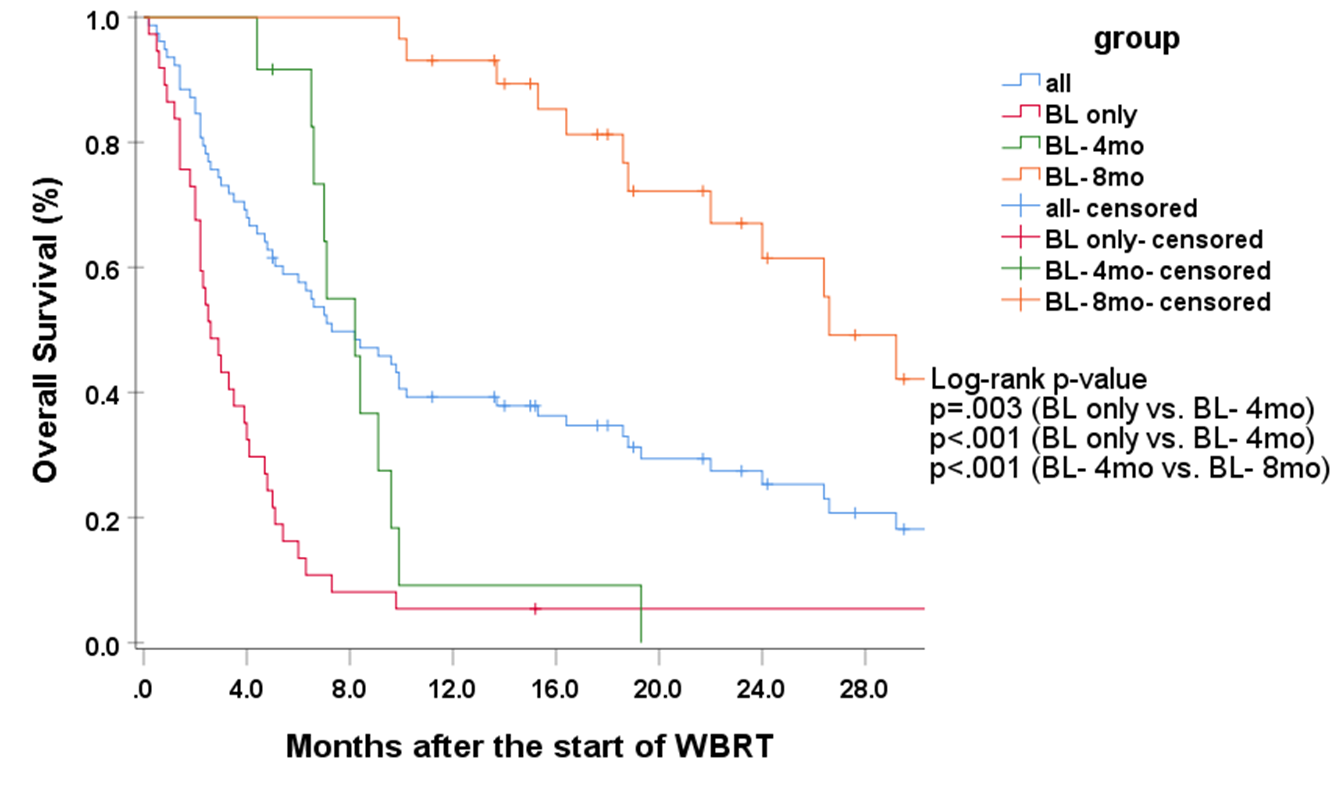 group
all
BL only
BL- 4mo
BL- 8mo
all- censored
BL only- censored
BL- 4mo- censored
BL- 8mo- censored
Log-rank p-value
p=.003 (BL only vs. BL- 4mo)
p<.001 (BL only vs. BL- 4mo)
p<.001 (BL- 4mo vs. BL- 8mo)
Overall Survival (%)
1.0
0.8
0.6
0.4
0.2
0.0
.0 4.0 8.0 12.0 16.0 20.0 24.0 28.0
Months after the start of WBRT